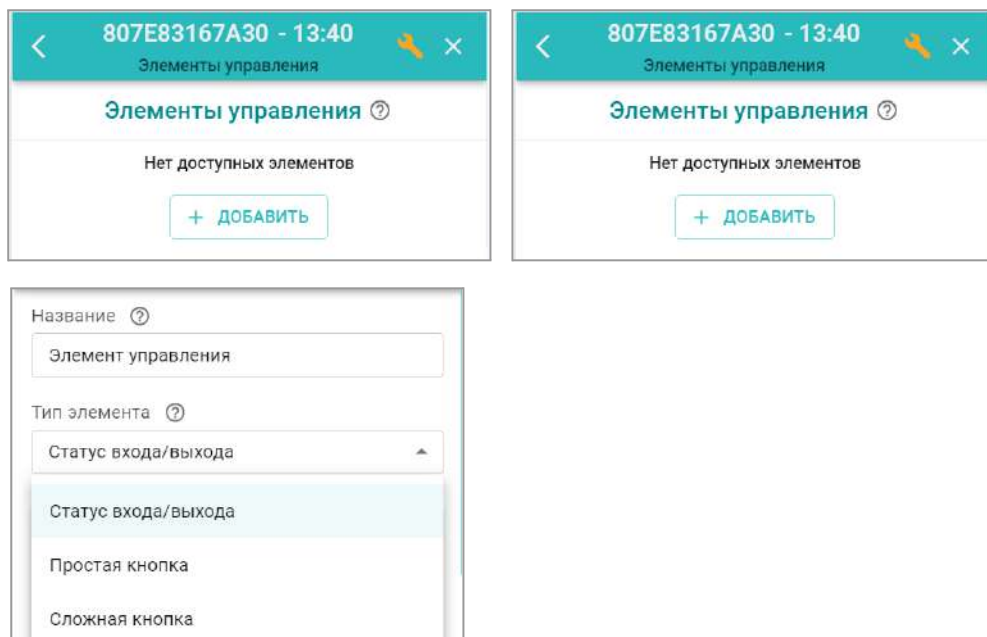 807E83167A30 - 13:40
Элементы управления
Элементы управления
Нет доступных элементов
+ ДОБАВИТЬ
807E83167A30 - 13:40
Элементы управления
Элементы управления
Нет доступных элементов
+ ДОБАВИТЬ
Название
Элемент управления
Тип элемента
Статус входа/выхода
Статус входа/выхода
Простая кнопка
Сложная кнопка